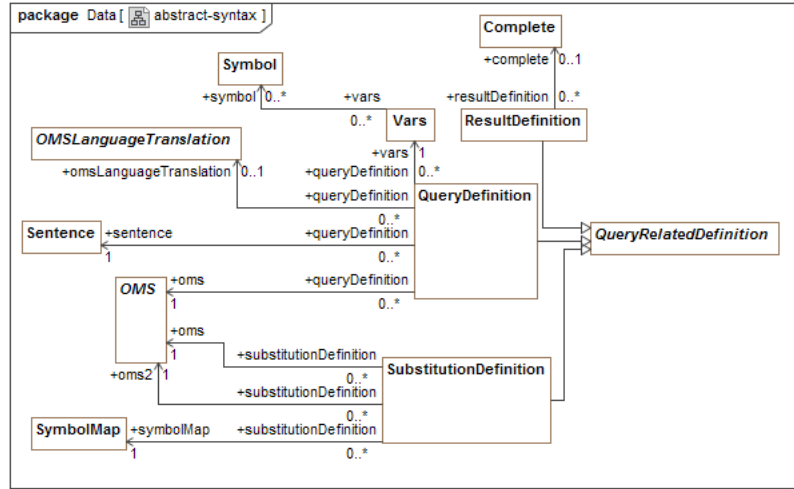 package Data [ abstract-syntax ]
Complete
+complete 0..1
Symbol
+symbol 0..* +vars
0..*
+resultDefinition 0..*
Vars
ResultDefinition
OMSLanguageTranslation
+vars 1
+omsLanguageTranslation 0..1
+queryDefinition 0..*
+queryDefinition
0..*
QueryDefinition
Sentence
+sentence
1
+queryDefinition
0..*
QueryRelatedDefinition
OMS
+oms
1
+queryDefinition
0..*
+oms
1
+substitutionDefinition
0..*
SubstitutionDefinition
+oms2 1
+substitutionDefinition
0..*
SymbolMap
+symbolMap
1
+substitutionDefinition
0..*